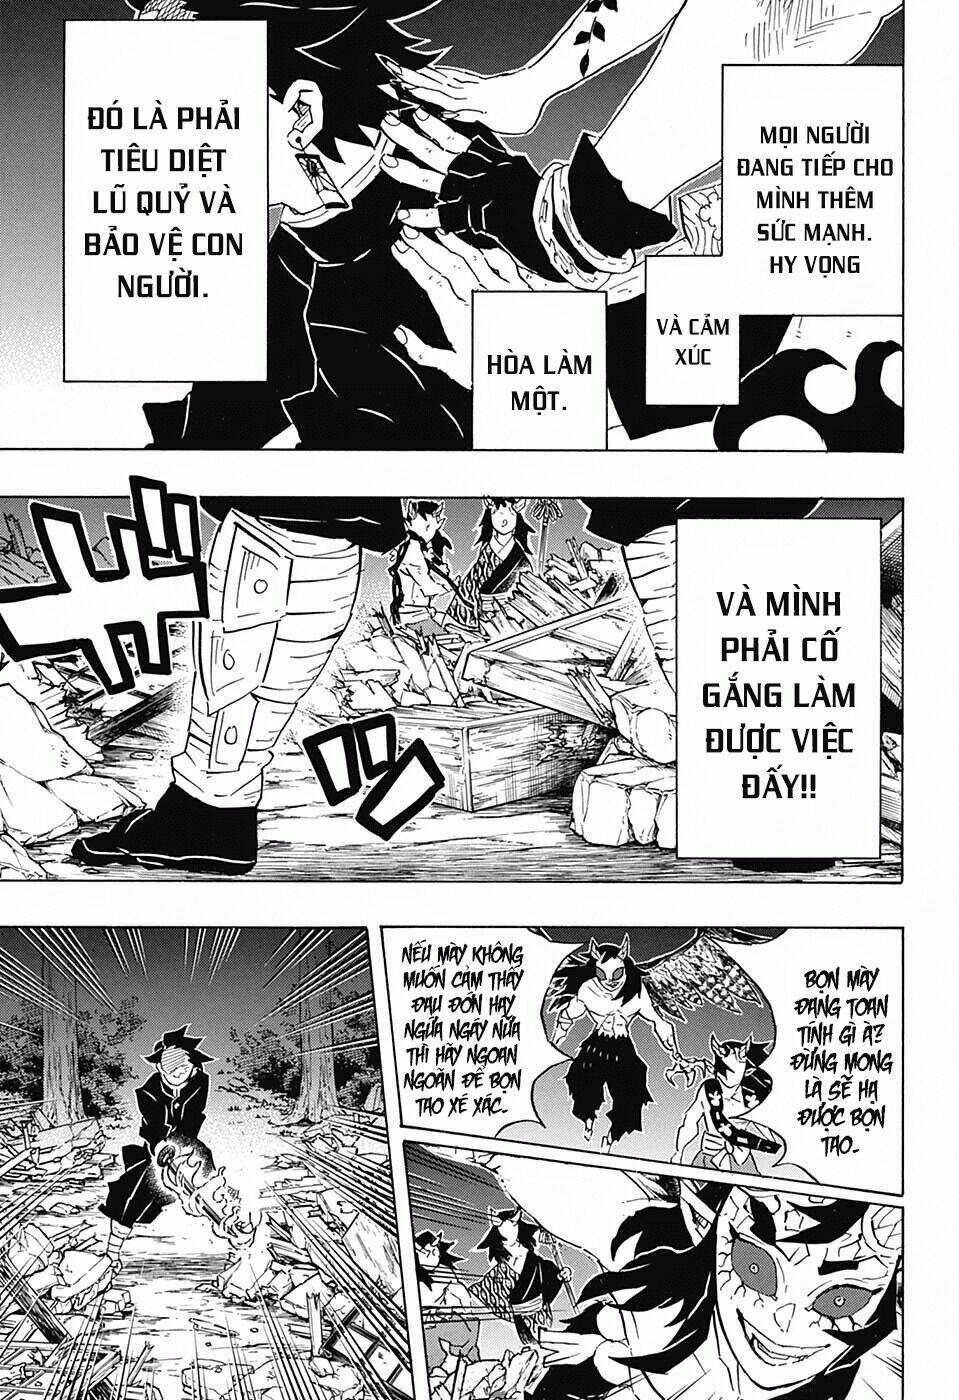 MỌI NGƯỜI
ĐANG TIẾP CHO
MÌNH THÊM
SỨC MẠNH.
HY VỌNG
VÀ CẢM
XÚC
HÒA LÀM
MỘT.
ĐÓ LÀ PHẢI
TIÊU DIỆT
LŨ QUỶ VÀ
BẢO VỆ CON
NGƯỜI.
VÀ MÌNH
PHẢI CỐ
GẮNG LÀM
ĐƯỢC VIỆC
ĐẤY!!
BỌN MÀY
ĐANG TOAN
TÍNH GÌ À?
ĐỪNG MONG
LÀ SẼ HẠ
ĐƯỢC BỌN
TAO..
NẾU MÀY KHÔNG
MUỐN CẢM THẤY
ĐAU ĐỚN HAY
NGỨA NGÁY NỮA
THÌ HÃY NGOAN
NGOÃN ĐỂ BỌN
TAO XÉ XÁC..